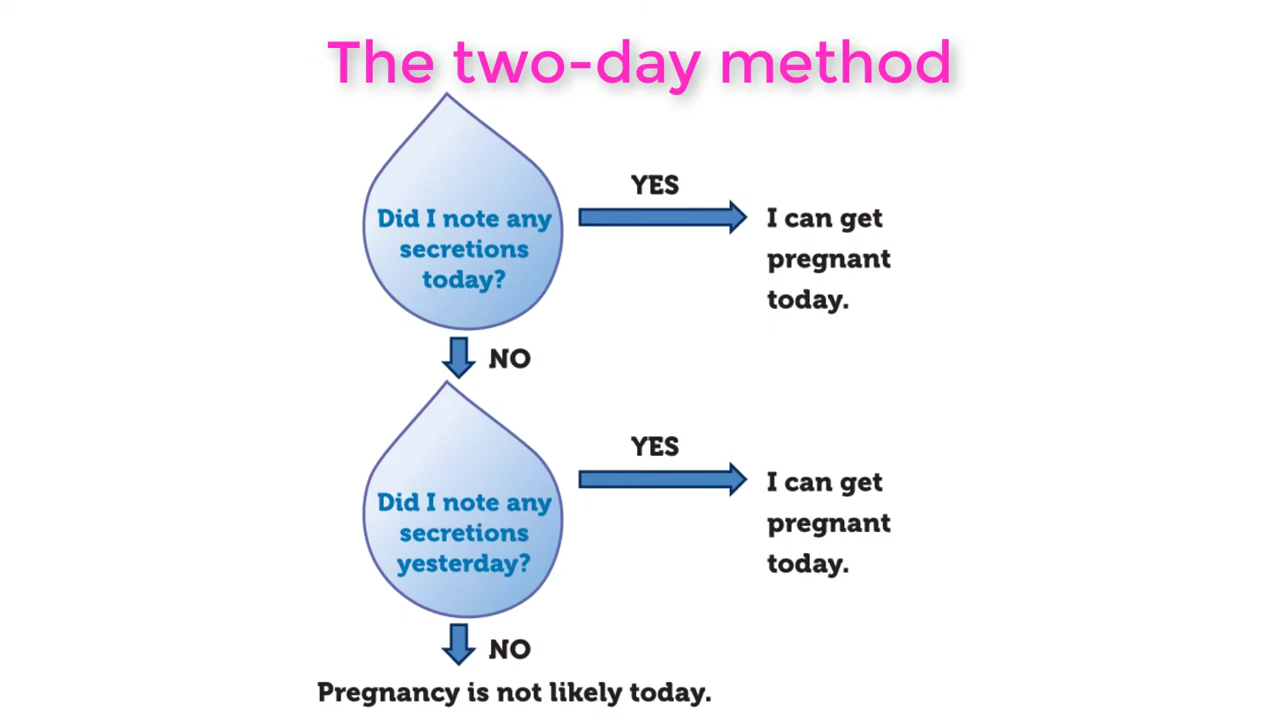 The two-day method
Did I note any
secretions
today?
YES
I can get
pregnant
today.
NO
Did I note any
secretions
yesterday?
YES
I can get
pregnant
today.
NO
Pregnancy is not likely today.